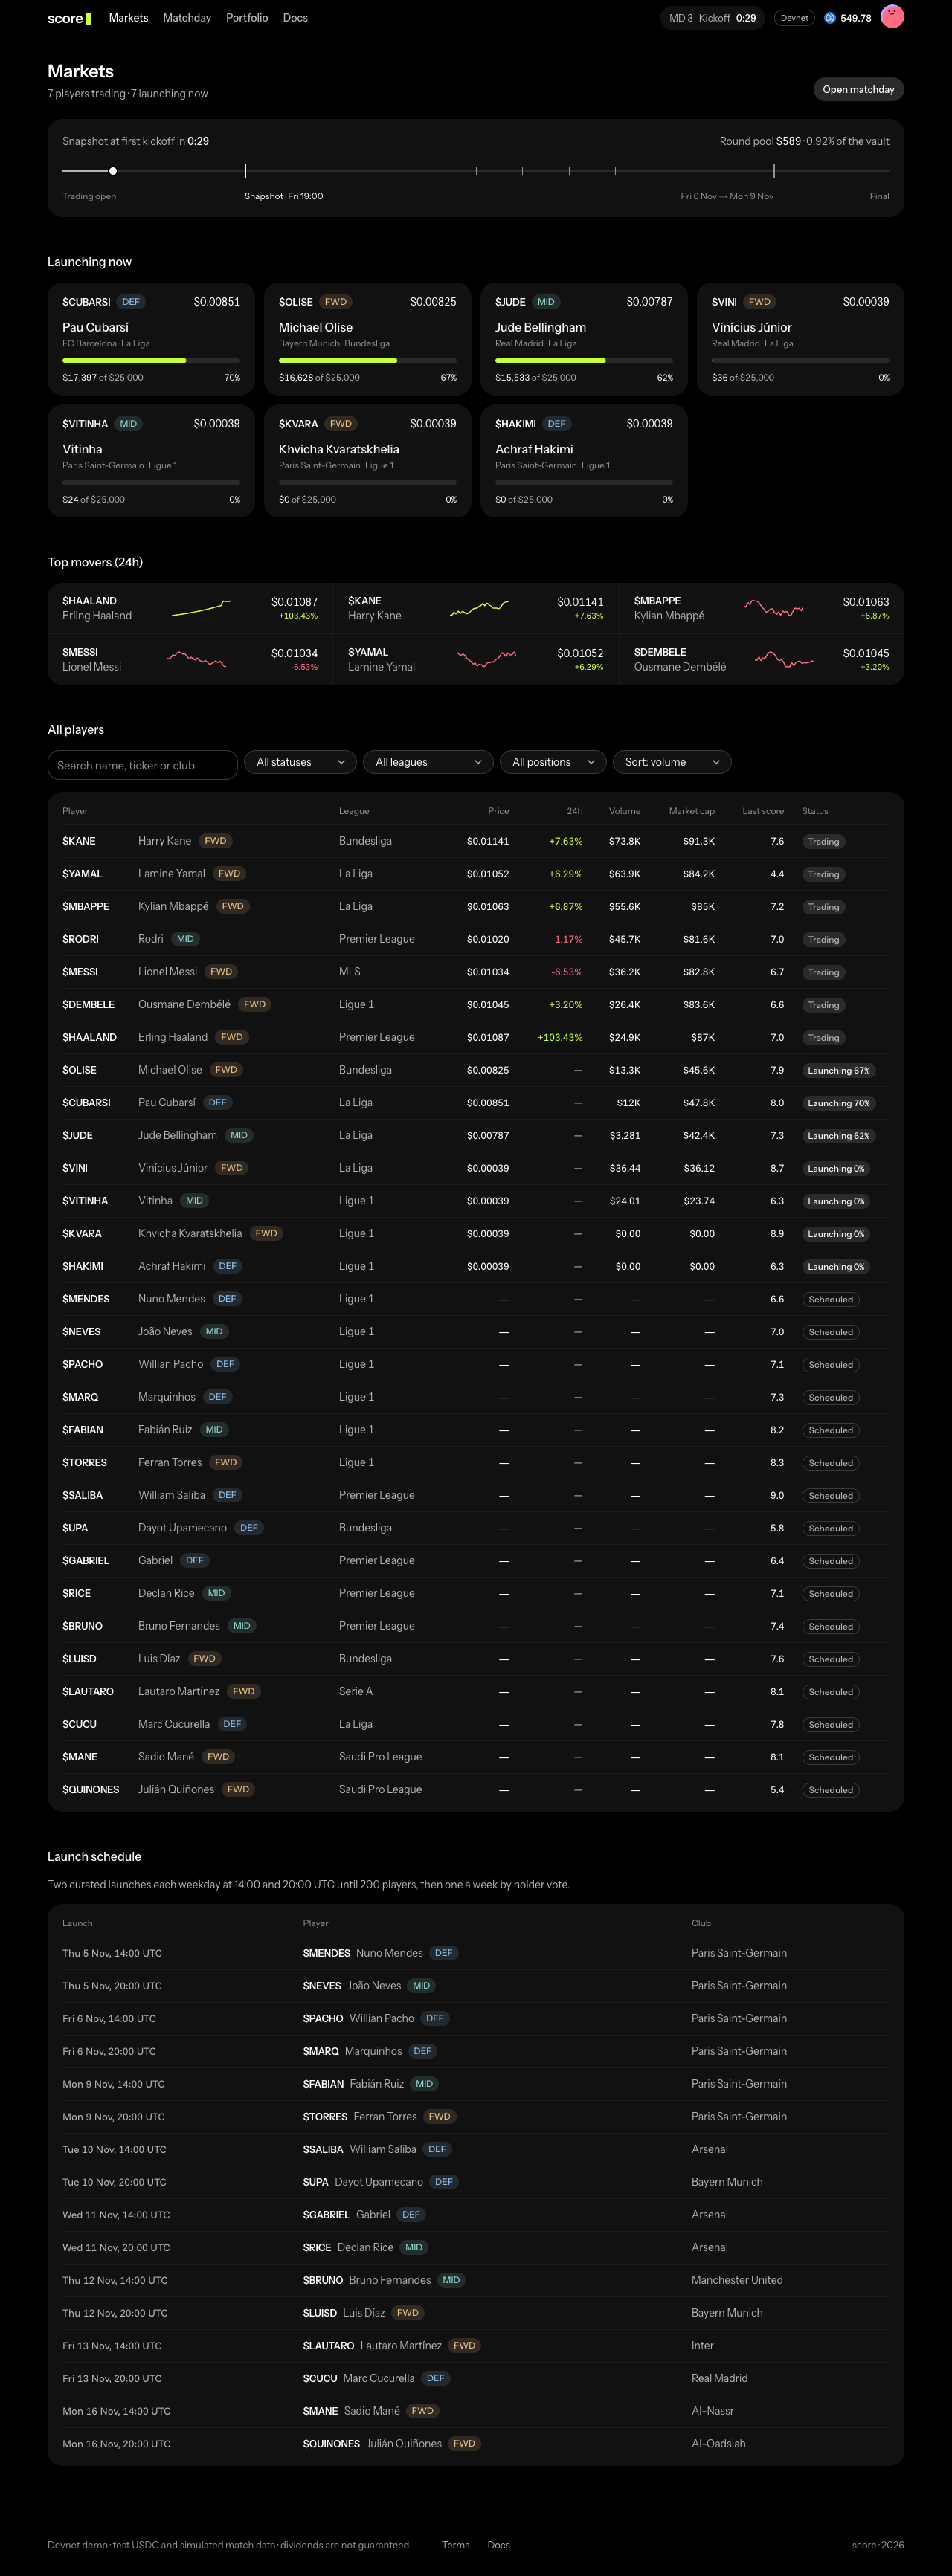 score Markets Matchday Portfolio Docs MD 3 Kickoff 0:29 Devnet 549.78
Markets
7 players trading · 7 launching now
Open matchday
Snapshot at first kickoff in 0:29 Round pool $589 · 0.92% of the vault
Trading open Snapshot · Fri 19:00 Fri 6 Nov → Mon 9 Nov Final
Launching now
$CUBARSI DEF $0.00851
Pau Cubarsí
FC Barcelona · La Liga
$17,397 of $25,000 70%
$OLISE FWD $0.00825
Michael Olise
Bayern Munich · Bundesliga
$16,628 of $25,000 67%
$JUDE MID $0.00787
Jude Bellingham
Real Madrid · La Liga
$15,533 of $25,000 62%
$VINI FWD $0.00039
Vinícius Júnior
Real Madrid · La Liga
$36 of $25,000 0%
$VITINHA MID $0.00039
Vitinha
Paris Saint-Germain · Ligue 1
$24 of $25,000 0%
$KVARA FWD $0.00039
Khvicha Kvaratskhelia
Paris Saint-Germain · Ligue 1
$0 of $25,000 0%
$HAKIMI DEF $0.00039
Achraf Hakimi
Paris Saint-Germain · Ligue 1
$0 of $25,000 0%
Top movers (24h)
$HAALAND $0.01087
Erling Haaland +103.43%
$KANE $0.01141
Harry Kane +7.63%
$MBAPPE $0.01063
Kylian Mbappé +6.87%
$MESSI $0.01034
Lionel Messi -6.53%
$YAMAL $0.01052
Lamine Yamal +6.29%
$DEMBELE $0.01045
Ousmane Dembélé +3.20%
All players
Search name, ticker or club All statuses All leagues All positions Sort: volume
Player League Price 24h Volume Market cap Last score Status
$KANE Harry Kane FWD Bundesliga $0.01141 +7.63% $73.8K $91.3K 7.6 Trading
$YAMAL Lamine Yamal FWD La Liga $0.01052 +6.29% $63.9K $84.2K 4.4 Trading
$MBAPPE Kylian Mbappé FWD La Liga $0.01063 +6.87% $55.6K $85K 7.2 Trading
$RODRI Rodri MID Premier League $0.01020 -1.17% $45.7K $81.6K 7.0 Trading
$MESSI Lionel Messi FWD MLS $0.01034 -6.53% $36.2K $82.8K 6.7 Trading
$DEMBELE Ousmane Dembélé FWD Ligue 1 $0.01045 +3.20% $26.4K $83.6K 6.6 Trading
$HAALAND Erling Haaland FWD Premier League $0.01087 +103.43% $24.9K $87K 7.0 Trading
$OLISE Michael Olise FWD Bundesliga $0.00825 — $13.3K $45.6K 7.9 Launching 67%
$CUBARSI Pau Cubarsí DEF La Liga $0.00851 — $12K $47.8K 8.0 Launching 70%
$JUDE Jude Bellingham MID La Liga $0.00787 — $3,281 $42.4K 7.3 Launching 62%
$VINI Vinícius Júnior FWD La Liga $0.00039 — $36.44 $36.12 8.7 Launching 0%
$VITINHA Vitinha MID Ligue 1 $0.00039 — $24.01 $23.74 6.3 Launching 0%
$KVARA Khvicha Kvaratskhelia FWD Ligue 1 $0.00039 — $0.00 $0.00 8.9 Launching 0%
$HAKIMI Achraf Hakimi DEF Ligue 1 $0.00039 — $0.00 $0.00 6.3 Launching 0%
$MENDES Nuno Mendes DEF Ligue 1 — — — — 6.6 Scheduled
$NEVES João Neves MID Ligue 1 — — — — 7.0 Scheduled
$PACHO Willian Pacho DEF Ligue 1 — — — — 7.1 Scheduled
$MARQ Marquinhos DEF Ligue 1 — — — — 7.3 Scheduled
$FABIAN Fabián Ruiz MID Ligue 1 — — — — 8.2 Scheduled
$TORRES Ferran Torres FWD Ligue 1 — — — — 8.3 Scheduled
$SALIBA William Saliba DEF Premier League — — — — 9.0 Scheduled
$UPA Dayot Upamecano DEF Bundesliga — — — — 5.8 Scheduled
$GABRIEL Gabriel DEF Premier League — — — — 6.4 Scheduled
$RICE Declan Rice MID Premier League — — — — 7.1 Scheduled
$BRUNO Bruno Fernandes MID Premier League — — — — 7.4 Scheduled
$LUISD Luis Díaz FWD Bundesliga — — — — 7.6 Scheduled
$LAUTARO Lautaro Martínez FWD Serie A — — — — 8.1 Scheduled
$CUCU Marc Cucurella DEF La Liga — — — — 7.8 Scheduled
$MANE Sadio Mané FWD Saudi Pro League — — — — 8.1 Scheduled
$QUINONES Julián Quiñones FWD Saudi Pro League — — — — 5.4 Scheduled
Launch schedule
Two curated launches each weekday at 14:00 and 20:00 UTC until 200 players, then one a week by holder vote.
Launch Player Club
Thu 5 Nov, 14:00 UTC $MENDES Nuno Mendes DEF Paris Saint-Germain
Thu 5 Nov, 20:00 UTC $NEVES João Neves MID Paris Saint-Germain
Fri 6 Nov, 14:00 UTC $PACHO Willian Pacho DEF Paris Saint-Germain
Fri 6 Nov, 20:00 UTC $MARQ Marquinhos DEF Paris Saint-Germain
Mon 9 Nov, 14:00 UTC $FABIAN Fabián Ruiz MID Paris Saint-Germain
Mon 9 Nov, 20:00 UTC $TORRES Ferran Torres FWD Paris Saint-Germain
Tue 10 Nov, 14:00 UTC $SALIBA William Saliba DEF Arsenal
Tue 10 Nov, 20:00 UTC $UPA Dayot Upamecano DEF Bayern Munich
Wed 11 Nov, 14:00 UTC $GABRIEL Gabriel DEF Arsenal
Wed 11 Nov, 20:00 UTC $RICE Declan Rice MID Arsenal
Thu 12 Nov, 14:00 UTC $BRUNO Bruno Fernandes MID Manchester United
Thu 12 Nov, 20:00 UTC $LUISD Luis Díaz FWD Bayern Munich
Fri 13 Nov, 14:00 UTC $LAUTARO Lautaro Martínez FWD Inter
Fri 13 Nov, 20:00 UTC $CUCU Marc Cucurella DEF Real Madrid
Mon 16 Nov, 14:00 UTC $MANE Sadio Mané FWD Al-Nassr
Mon 16 Nov, 20:00 UTC $QUINONES Julián Quiñones FWD Al-Qadsiah
Devnet demo · test USDC and simulated match data · dividends are not guaranteed Terms Docs score · 2026